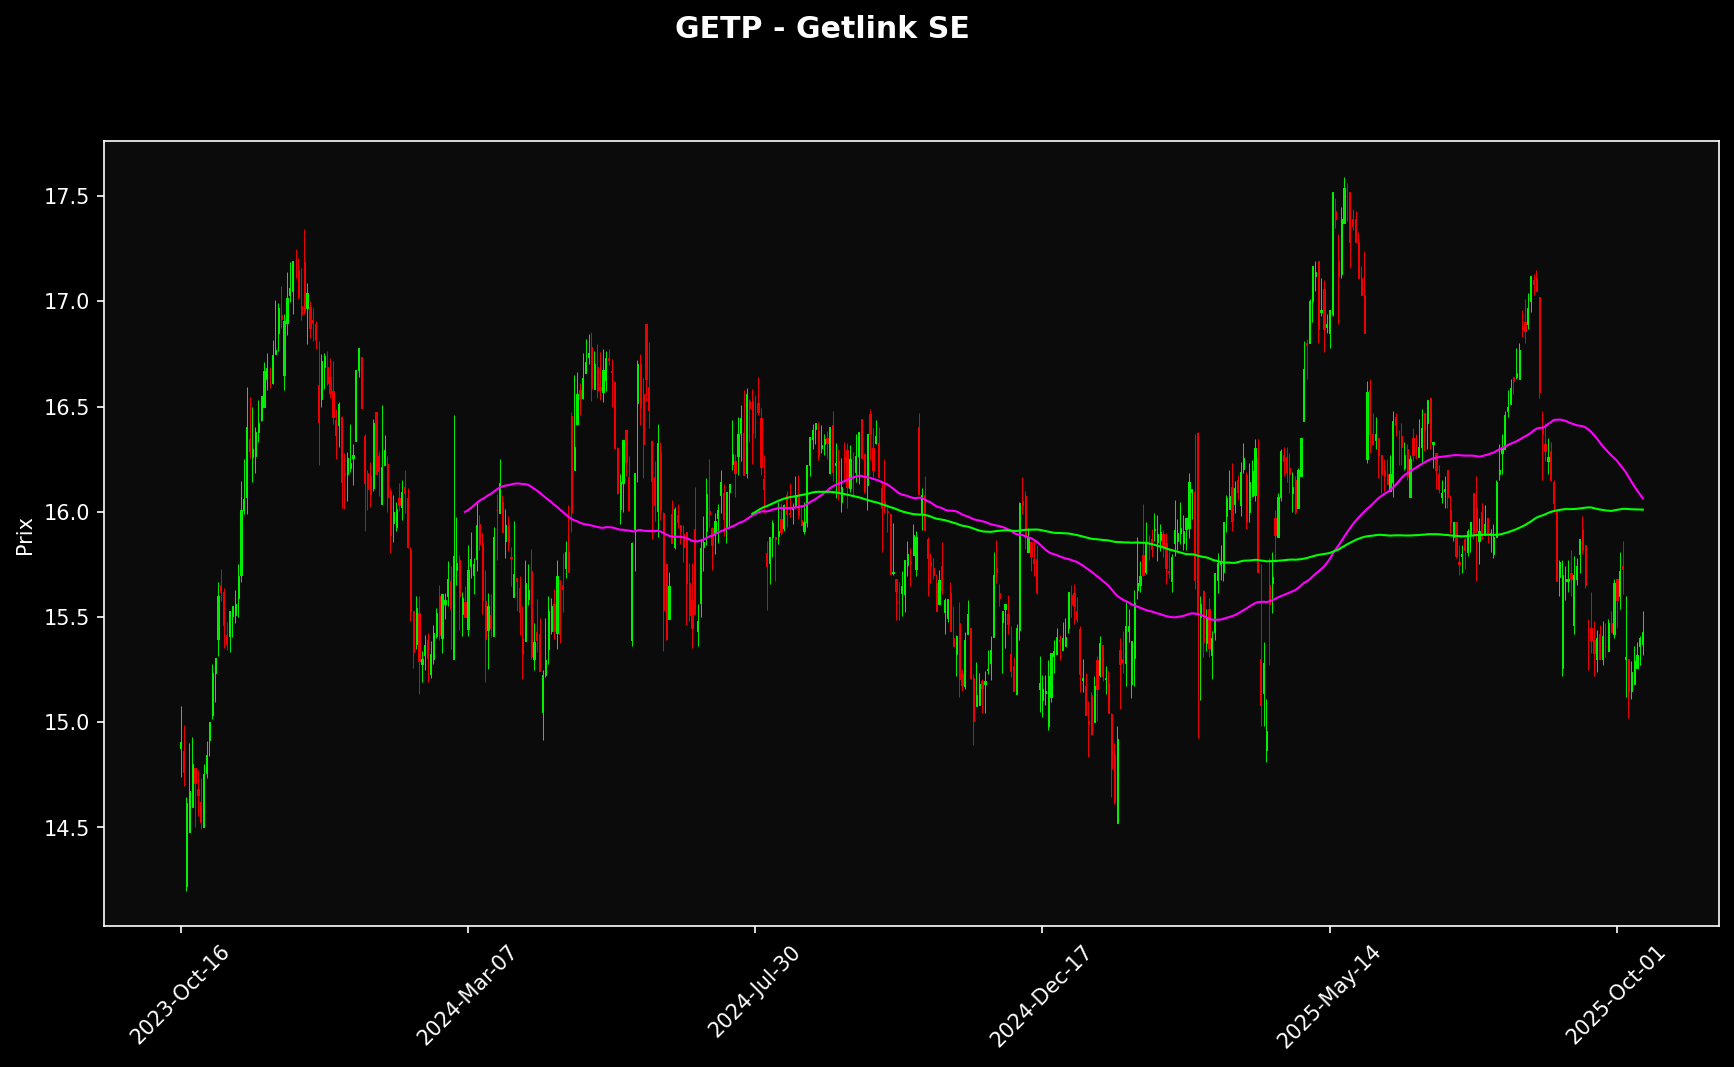 GETP - Getlink SE
17.5
17.0
16.5
16.0
15.5
15.0
14.5
Prix
2023-Oct-16
2024-Mar-07
2024-Jul-30
2024-Dec-17
2025-May-14
2025-Oct-01